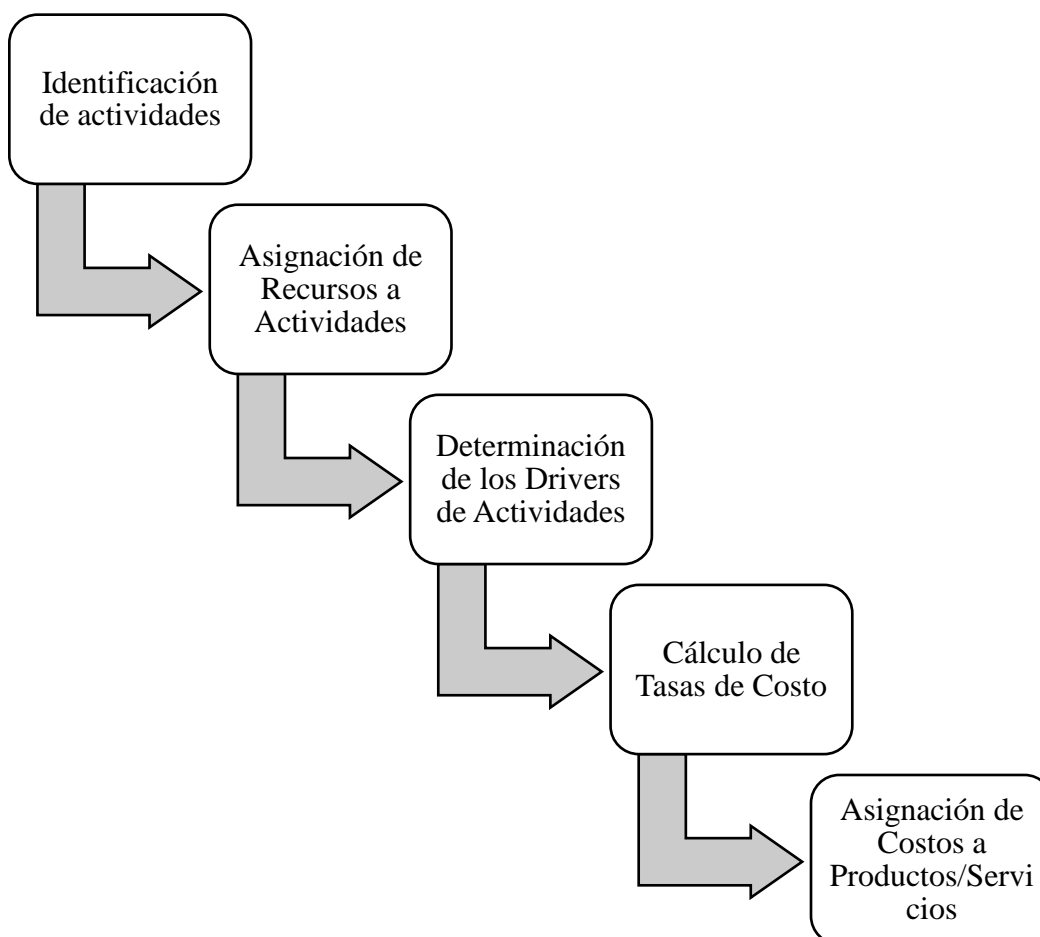 Identificación
de actividades
Asignación de
Recursos a
Actividades
Determinación
de los Drivers
de Actividades
Cálculo de
Tasas de Costo
Asignación de
Costos a
Productos/Servi
cios